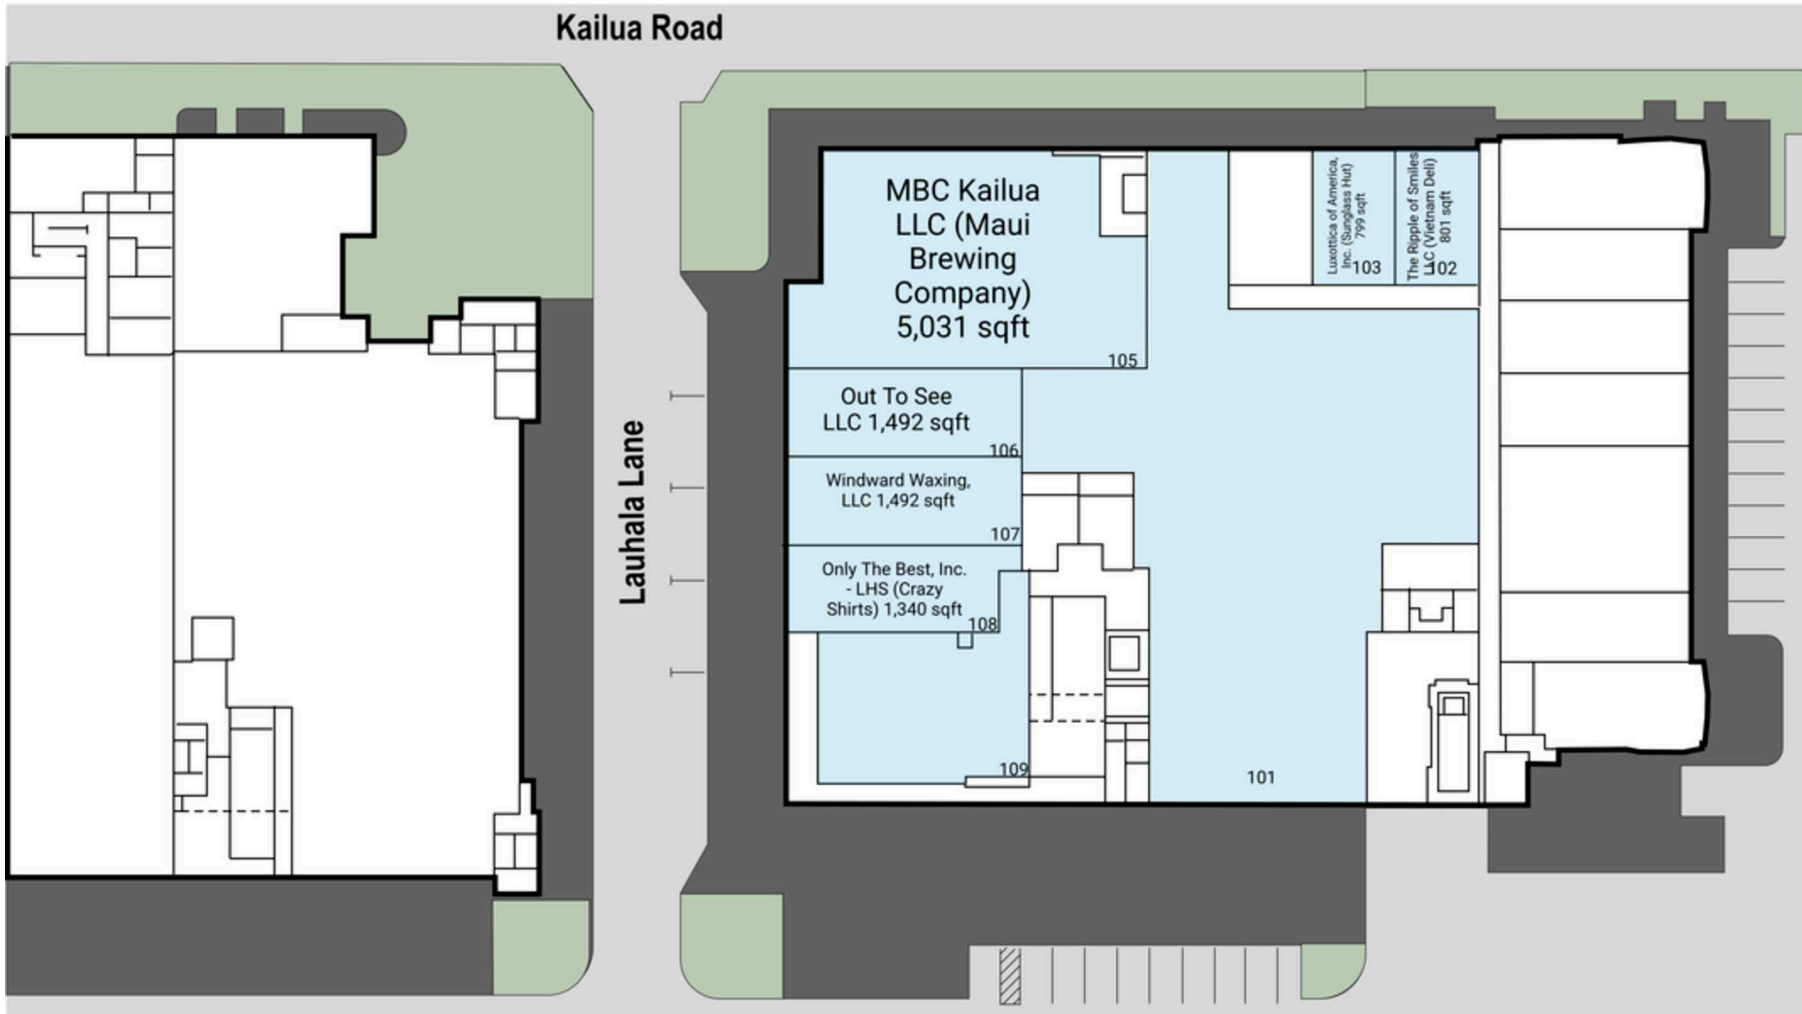 Kailua Road
MBC Kailua
LLC (Maui
Brewing
Company)
5,031 sqft
105
Luxottica of America,
Inc. (Sunglass Hut)
799 sqft
103
The Ripple of Smiles
LLC (Vietnam Deli)
801 sqft
102
Out To See
LLC 1,492 sqft
106
Lauhala Lane
Windward Waxing,
LLC 1,492 sqft
107
Only The Best, Inc.
- LHS (Crazy
Shirts) 1,340 sqft
108
109
101